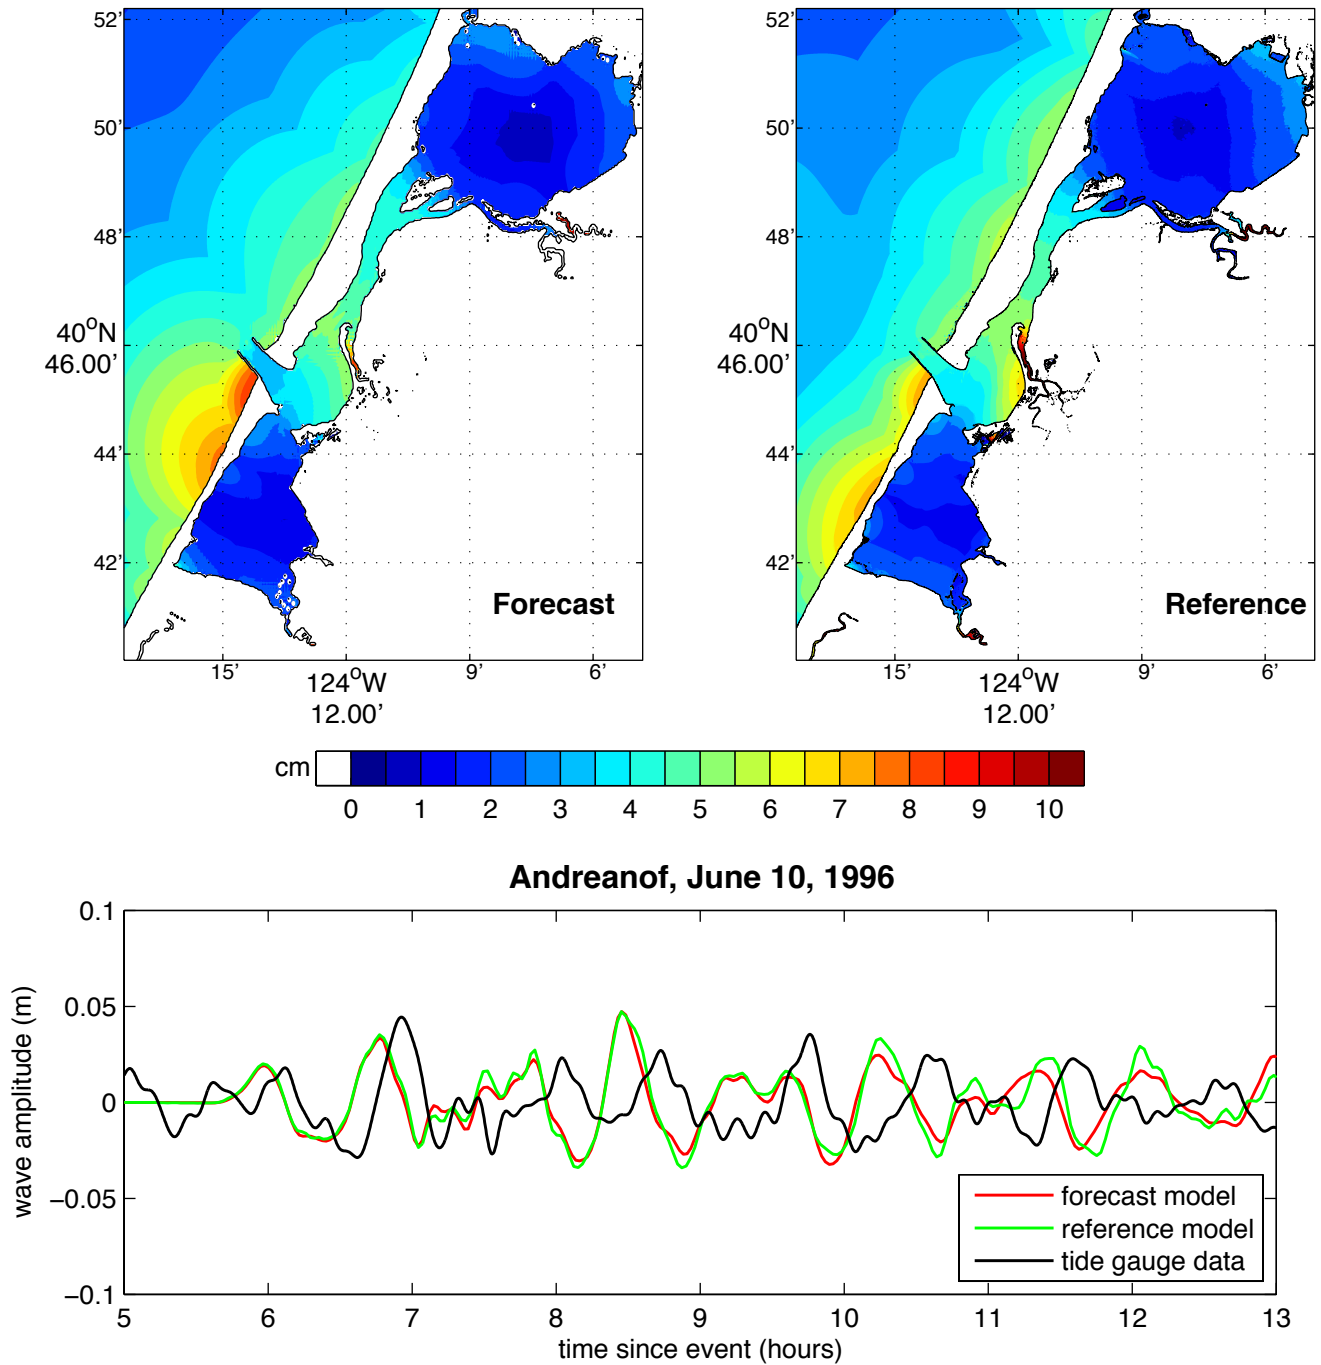 52’
50’
48’
40°N
46.00’
44’
42’
Forecast
15’
124°W
12.00’
9’
6’
52’
50’
48’
40°N
46.00’
44’
42’
Reference
15’
124°W
12.00’
9’
6’
cm
0 1 2 3 4 5 6 7 8 9 10
Andreanof, June 10, 1996
wave amplitude (m)
0.1
0.05
0
−0.05
−0.1
forecast model
reference model
tide gauge data
5 6 7 8 9 10 11 12 13
time since event (hours)